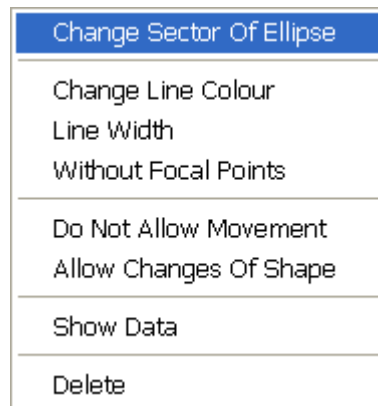 Change Sector Of Ellipse
Change Line Colour
Line Width
Without Focal Points
Do Not Allow Movement
Allow Changes Of Shape
Show Data
Delete